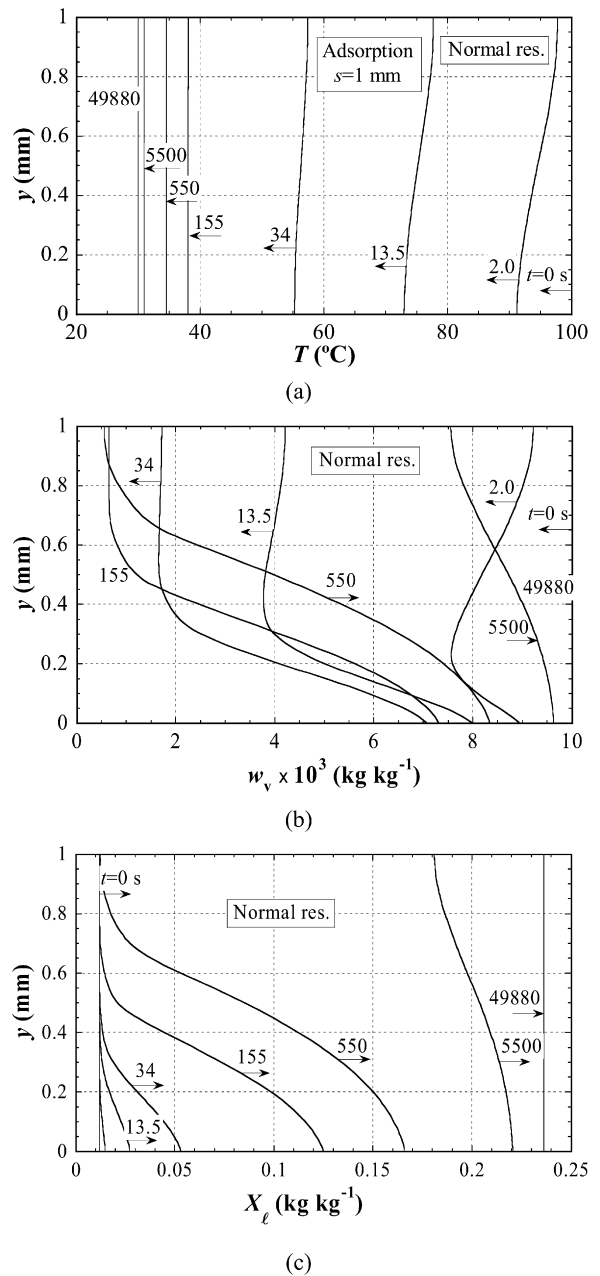 Adsorption
s=1 mm
Normal res.
49880
5500
550
155
34
13.5
2.0
t=0 s
1
0.8
0.6
0.4
0.2
0
y (mm)
20 40 60 80 100
T (ºC)
(a)
Normal res.
34
13.5
2.0
t=0 s
155
550
49880
5500
1
0.8
0.6
0.4
0.2
0
y (mm)
0 2 4 6 8 10
wv × 10³ (kg kg⁻¹)
(b)
t=0 s
Normal res.
49880
34
155
550
5500
13.5
1
0.8
0.6
0.4
0.2
0
y (mm)
0 0.05 0.1 0.15 0.2 0.25
Xℓ (kg kg⁻¹)
(c)